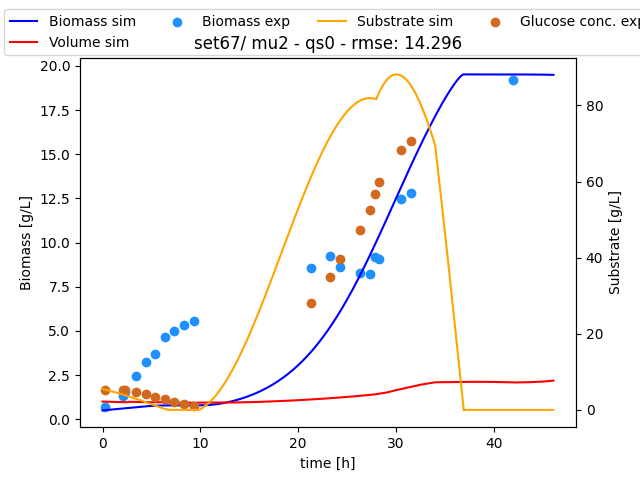 Biomass sim Biomass exp Substrate sim Glucose conc. exp
Volume sim
set67/ mu2 - qs0 - rmse: 14.296
20.0
17.5
15.0
12.5
10.0
7.5
5.0
2.5
0.0
Biomass [g/L]
80
60
40
20
0
Substrate [g/L]
0 10 20 30 40
time [h]